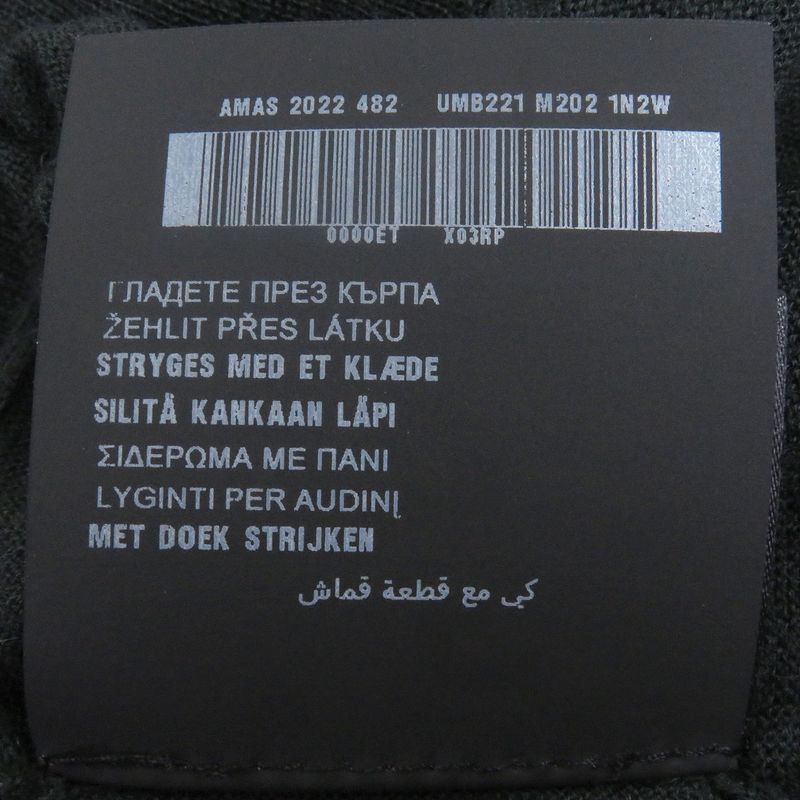 AMAS 2022 482 UMB221 M202 1N2W
0000ET X03RP
ГЛАДЕТЕ ПРЕЗ КЪРПА
ŽEHLIT PŘES LÁTKU
STRYGES MED ET KLÆDE
SILITÄ KANKAAN LÄPI
ΣΙΔΕΡΩΜΑ ΜΕ ΠΑΝΙ
LYGINTI PER AUDINĮ
MET DOEK STRIJKEN
كي مع قطعة قماش